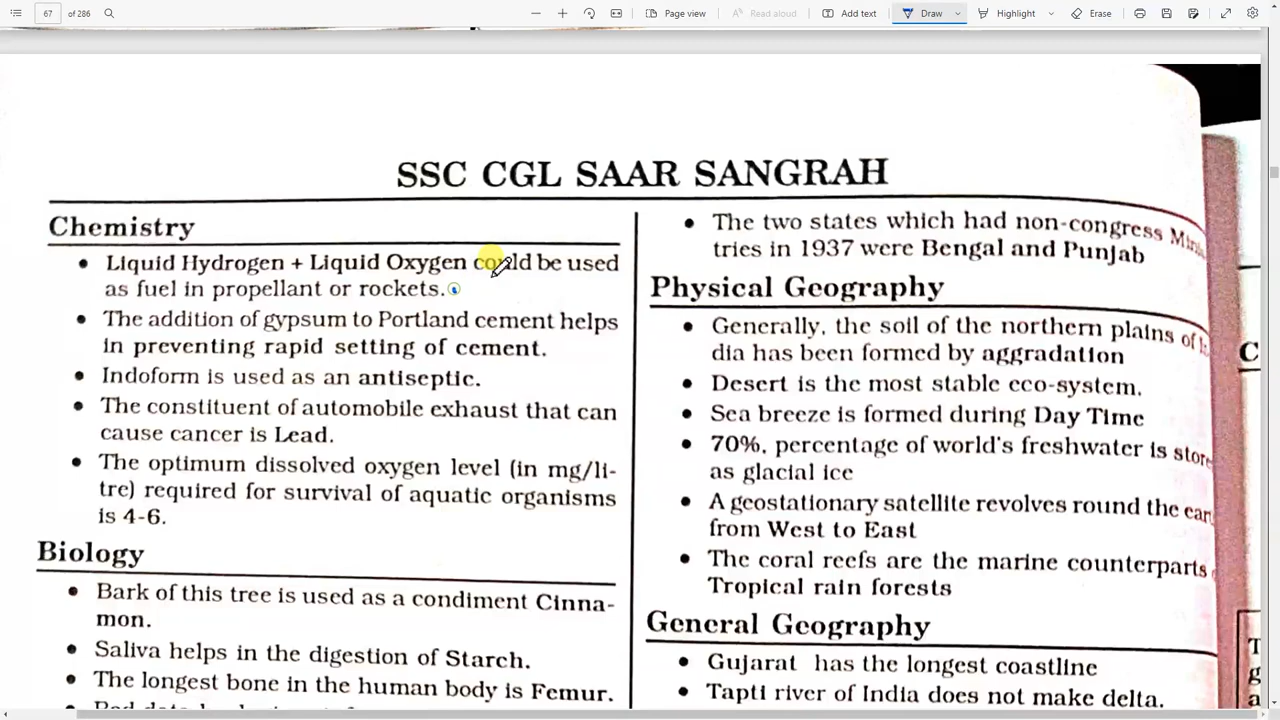 67
of 286
Page view
Read aloud
Add text
Draw
Highlight
Erase
SSC CGL SAAR SANGRAH
Chemistry
• Liquid Hydrogen + Liquid Oxygen could be used
as fuel in propellant or rockets.
• The addition of gypsum to Portland cement helps
in preventing rapid setting of cement.
• Indoform is used as an antiseptic.
• The constituent of automobile exhaust that can
cause cancer is Lead.
• The optimum dissolved oxygen level (in mg/li-
tre) required for survival of aquatic organisms
is 4-6.
Biology
• Bark of this tree is used as a condiment Cinna-
mon.
• Saliva helps in the digestion of Starch.
• The longest bone in the human body is Femur.
• The two states which had non-congress
tries in 1937 were Bengal and Punjab
Physical Geography
• Generally, the soil of the northern plains of
dia has been formed by aggradation
• Desert is the most stable eco-system.
• Sea breeze is formed during Day Time
• 70%, percentage of world's freshwater is
as glacial ice
• A geostationary satellite revolves round the
from West to East
• The coral reefs are the marine counterparts
Tropical rain forests
General Geography
• Gujarat has the longest coastline
• Tapti river of India does not make delta.